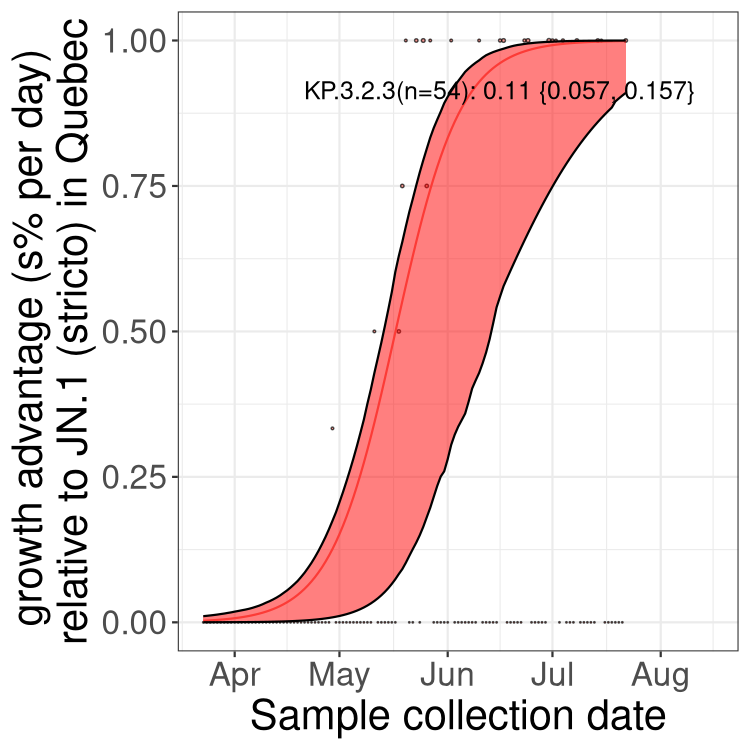 growth advantage (s% per day)
relative to JN.1 (stricto) in Quebec
1.00
0.75
0.50
0.25
0.00
KP.3.2.3(n=54): 0.11 {0.057, 0.157}
Apr May Jun Jul Aug
Sample collection date